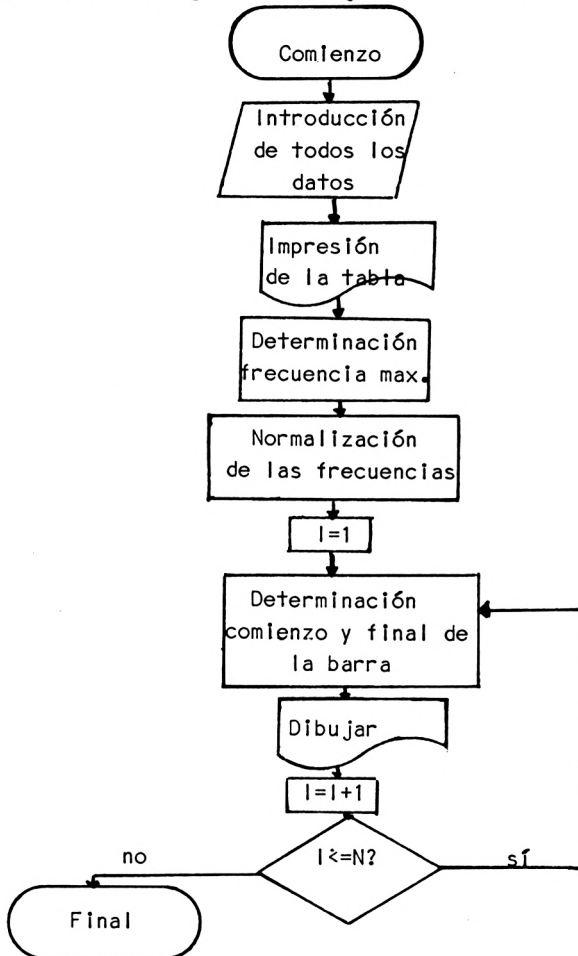 Comienzo
Introducción
de todos los
datos
Impresión
de la tabla
Determinación
frecuencia max.
Normalización
de las frecuencias
I=1
Determinación
comienzo y final de
la barra
Dibujar
I=I+1
I<=N?
no
sí
Final